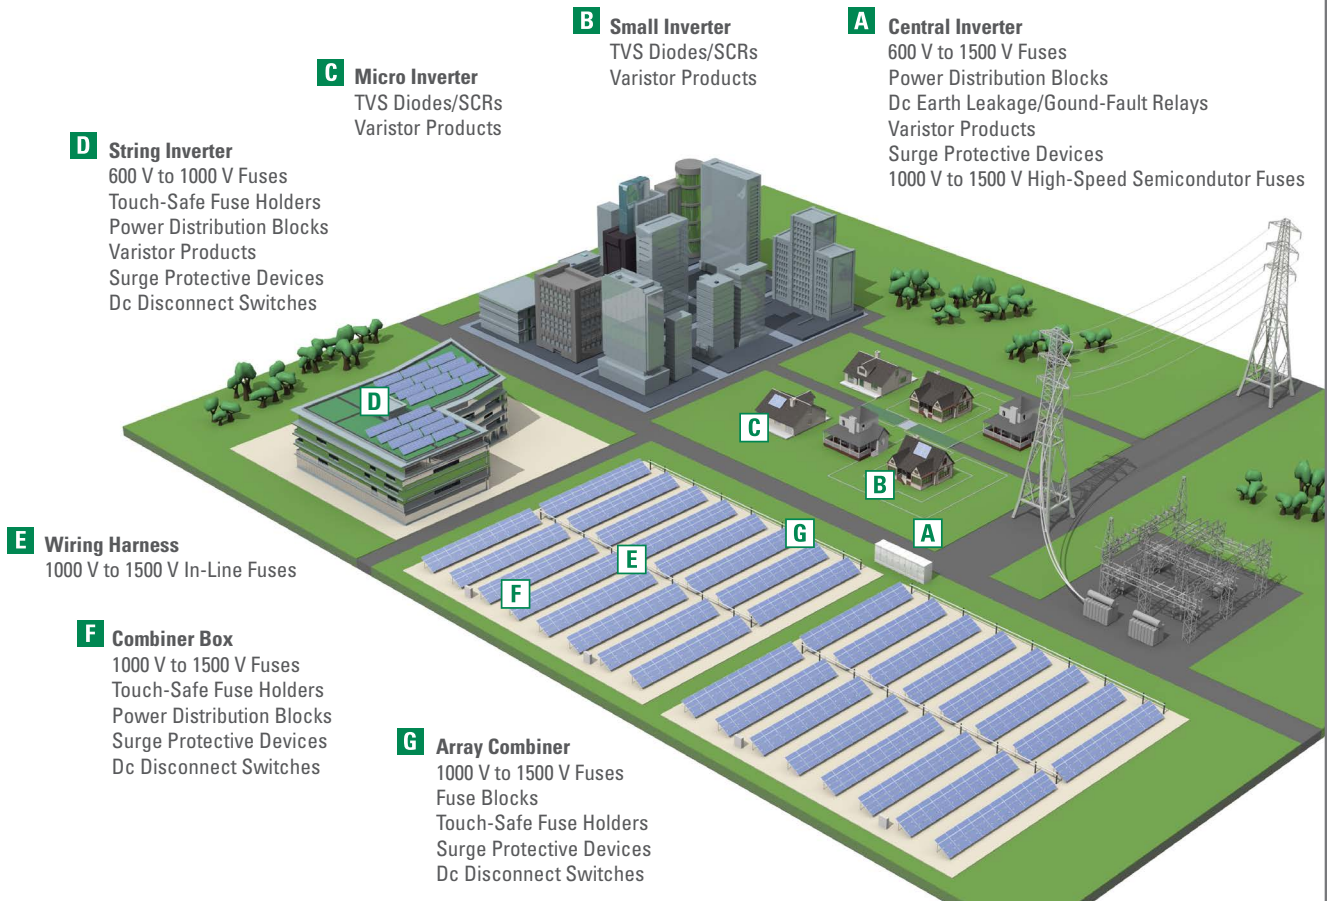 B Small Inverter
TVS Diodes/SCRs
Varistor Products
A Central Inverter
600 V to 1500 V Fuses
Power Distribution Blocks
Dc Earth Leakage/Gound-Fault Relays
Varistor Products
Surge Protective Devices
1000 V to 1500 V High-Speed Semicondutor Fuses
C Micro Inverter
TVS Diodes/SCRs
Varistor Products
D String Inverter
600 V to 1000 V Fuses
Touch-Safe Fuse Holders
Power Distribution Blocks
Varistor Products
Surge Protective Devices
Dc Disconnect Switches
D
C
B
A
G
E
F
E Wiring Harness
1000 V to 1500 V In-Line Fuses
F Combiner Box
1000 V to 1500 V Fuses
Touch-Safe Fuse Holders
Power Distribution Blocks
Surge Protective Devices
Dc Disconnect Switches
G Array Combiner
1000 V to 1500 V Fuses
Fuse Blocks
Touch-Safe Fuse Holders
Surge Protective Devices
Dc Disconnect Switches